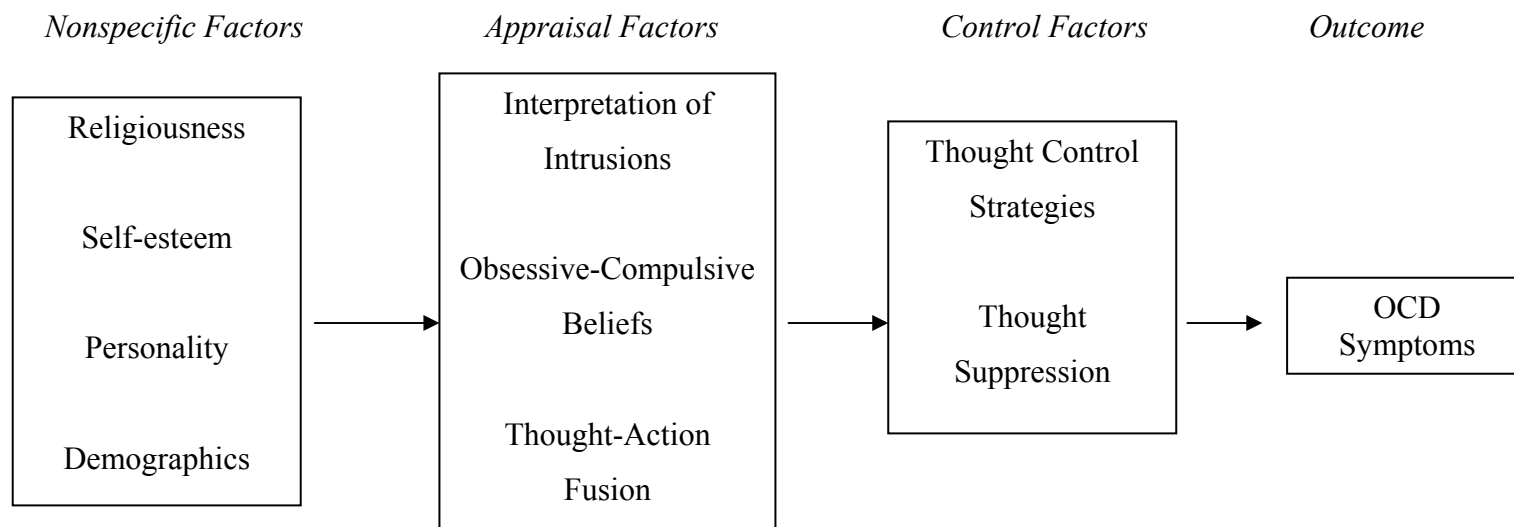 Nonspecific Factors
Appraisal Factors
Control Factors
Outcome
Religiousness
Self-esteem
Personality
Demographics
Interpretation of
Intrusions
Obsessive-Compulsive
Beliefs
Thought-Action
Fusion
Thought Control
Strategies
Thought
Suppression
OCD
Symptoms